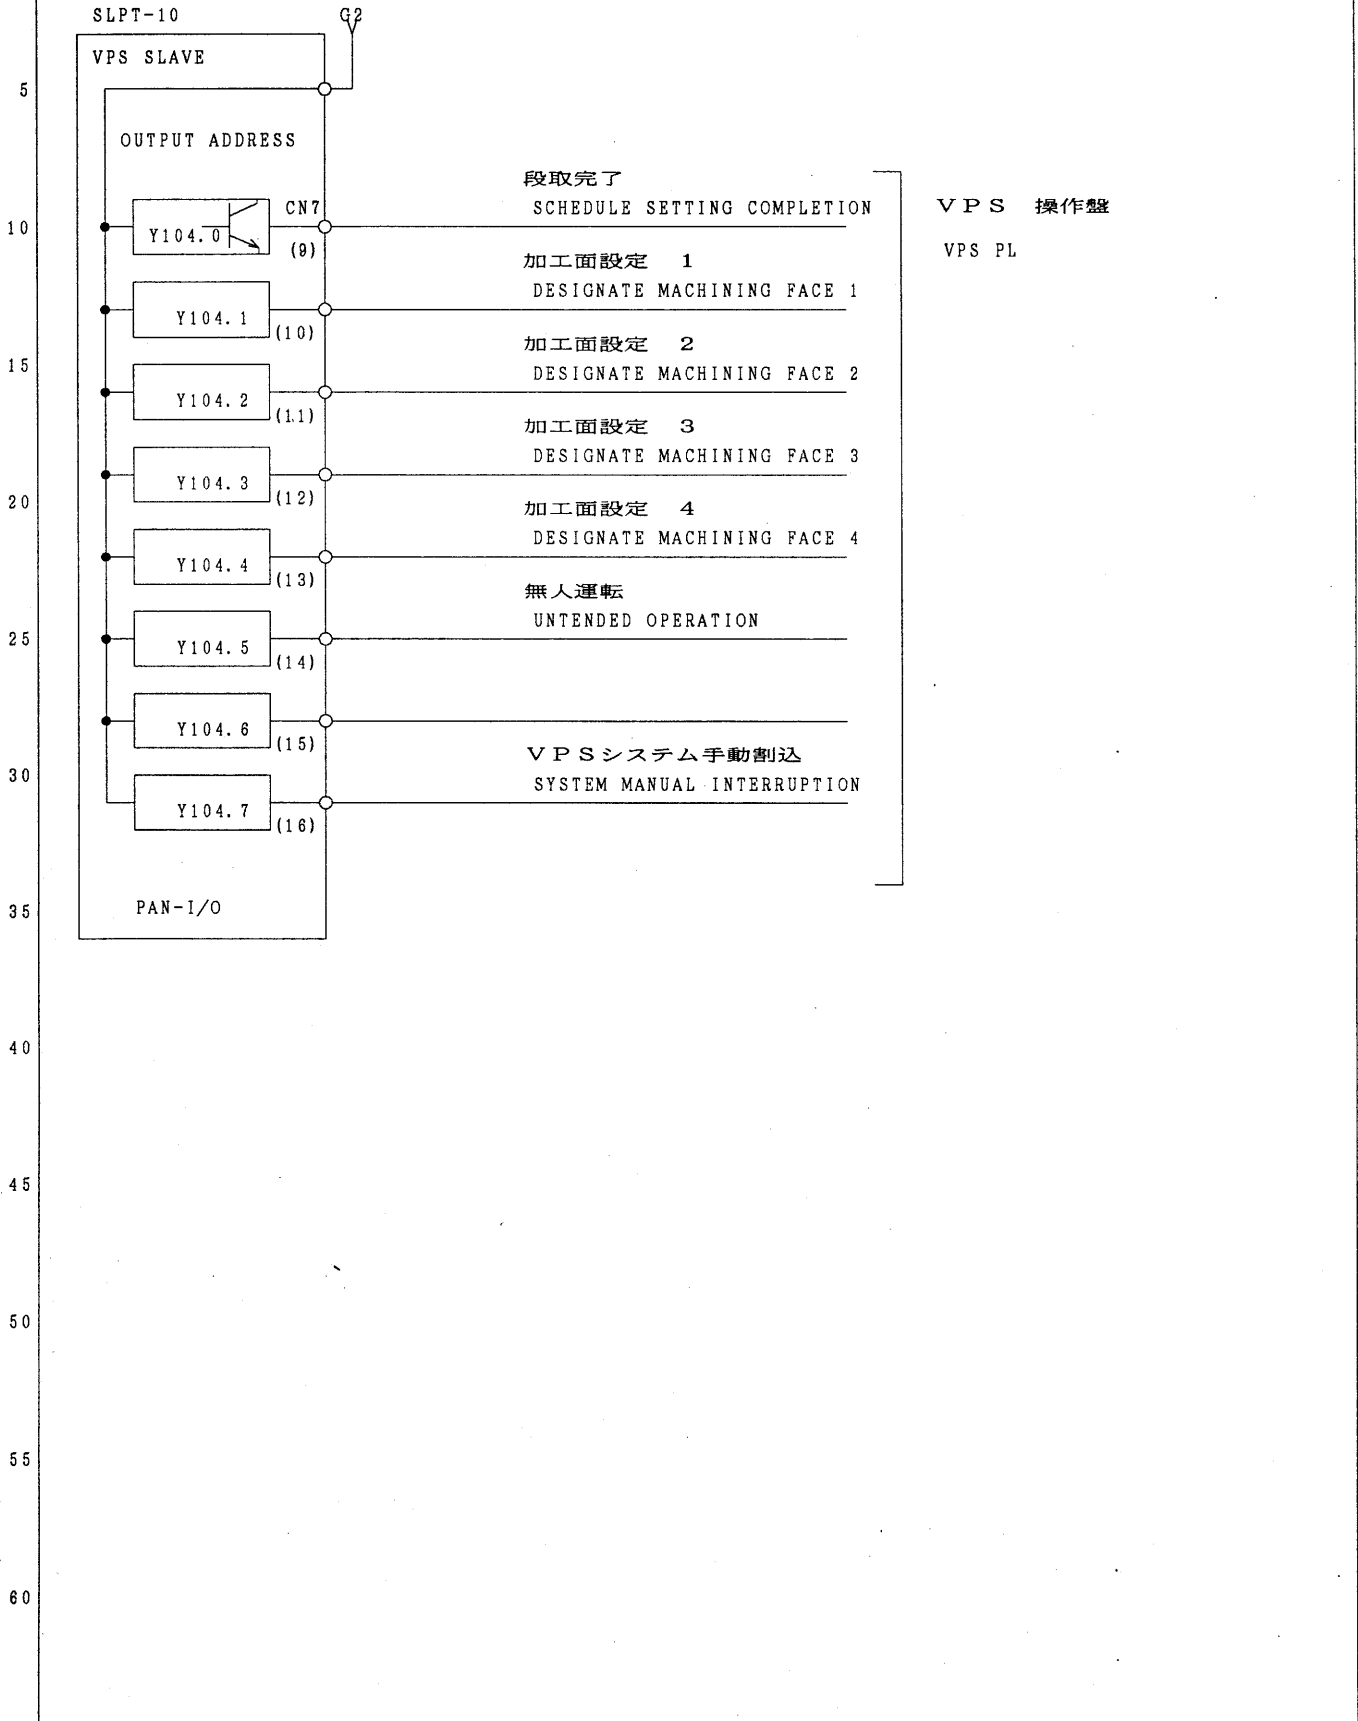 SLPT-10 G2
VPS SLAVE
5
OUTPUT ADDRESS
段取完了
CN7 SCHEDULE SETTING COMPLETION VPS 操作盤
10 Y104.0 (9)
VPS PL
加工面設定 1
DESIGNATE MACHINING FACE 1
Y104.1 (10)
加工面設定 2
15 DESIGNATE MACHINING FACE 2
Y104.2 (11)
加工面設定 3
DESIGNATE MACHINING FACE 3
Y104.3 (12)
20 加工面設定 4
DESIGNATE MACHINING FACE 4
Y104.4 (13)
無人運転
UNTENDED OPERATION
25 Y104.5 (14)
Y104.6 (15)
VPSシステム手動割込
30 SYSTEM MANUAL INTERRUPTION
Y104.7 (16)
35 PAN-I/O
40
45
50
55
60